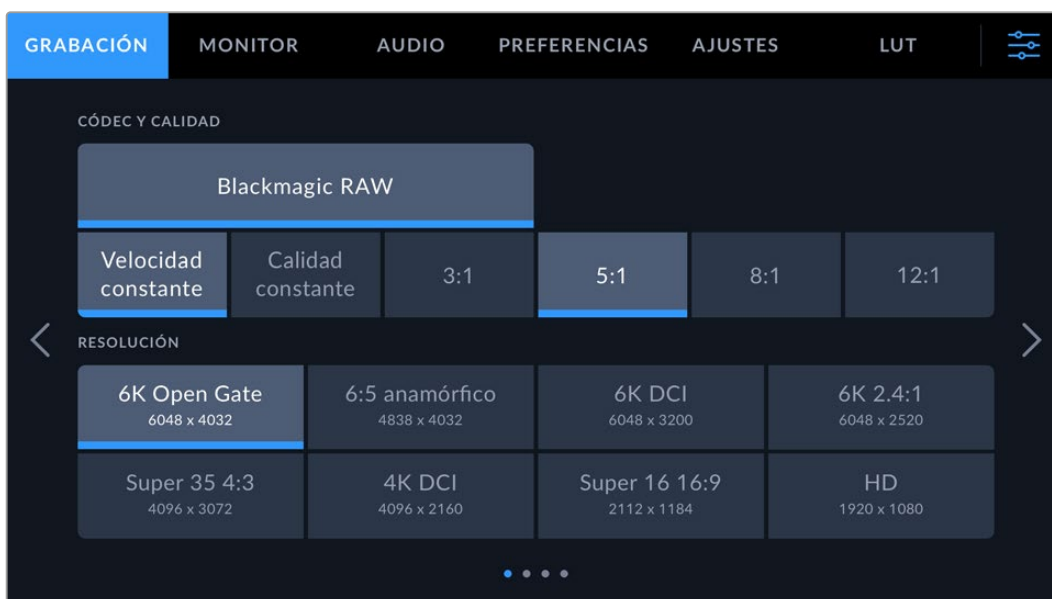 GRABACIÓN MONITOR AUDIO PREFERENCIAS AJUSTES LUT
CÓDEC Y CALIDAD
Blackmagic RAW
Velocidad constante
Calidad constante
3:1
5:1
8:1
12:1
RESOLUCIÓN
6K Open Gate
6048 x 4032
6:5 anamórfico
4838 x 4032
6K DCI
6048 x 3200
6K 2.4:1
6048 x 2520
Super 35 4:3
4096 x 3072
4K DCI
4096 x 2160
Super 16 16:9
2112 x 1184
HD
1920 x 1080